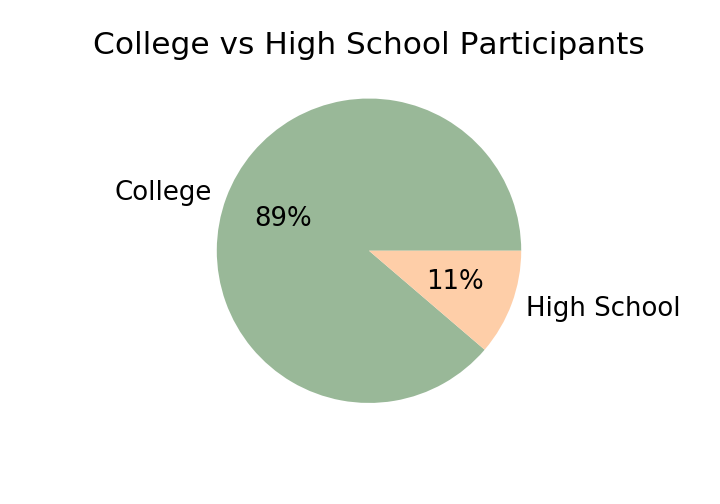 College vs High School Participants
College
89%
11%
High School